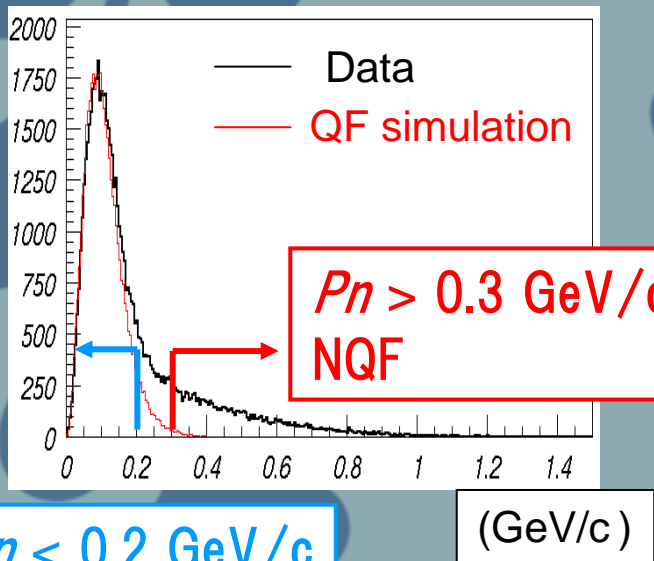 2000
1750
1500
1250
1000
750
500
250
0
Data
QF simulation
Pn > 0.3 GeV/c
NQF
0 0.2 0.4 0.6 0.8 1 1.2 1.4
(GeV/c)
n < 0.2 GeV/c